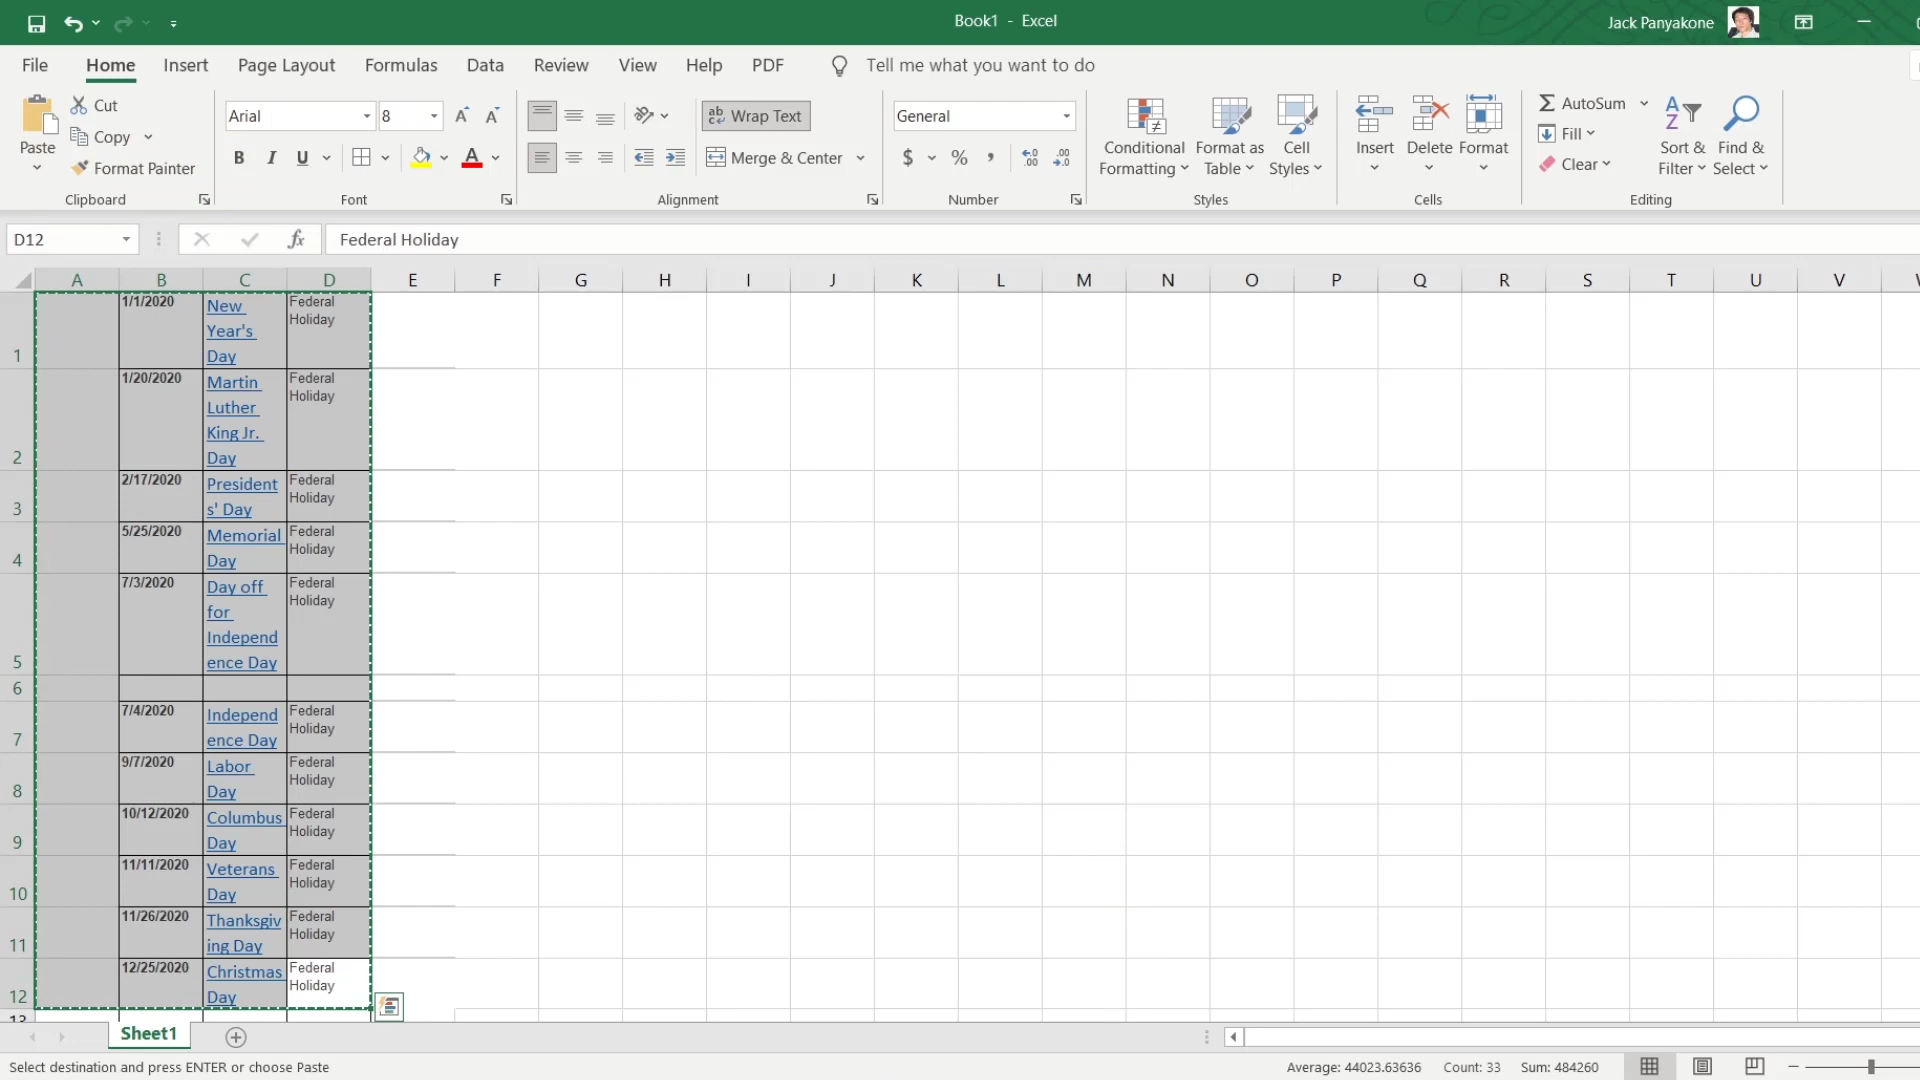 Book1 - Excel
Jack Panyakone
File Home Insert Page Layout Formulas Data Review View Help PDF Tell me what you want to do
Paste
Cut
Copy
Format Painter
Clipboard
Arial 8
B I U
Font
Wrap Text
Merge & Center
Alignment
General
$ % ,
Number
Conditional Formatting
Format as Table
Cell Styles
Styles
Insert Delete Format
Cells
AutoSum
Fill
Clear
Sort & Filter
Find & Select
Editing
D12 fx Federal Holiday
A B C D E F G H I J K L M N O P Q R S T U V
1/1/2020 New Federal
Year's Holiday
1 Day
1/20/2020 Martin Federal
Luther Holiday
King Jr.
2 Day
2/17/2020 President Federal
3 s' Day Holiday
5/25/2020 Memorial Federal
4 Day Holiday
7/3/2020 Day off Federal
for Holiday
Independ
5 ence Day
6
7/4/2020 Independ Federal
7 ence Day Holiday
9/7/2020 Labor Federal
8 Day Holiday
10/12/2020 Columbus Federal
9 Day Holiday
11/11/2020 Veterans Federal
10 Day Holiday
11/26/2020 Thanksgiv Federal
11 ing Day Holiday
12/25/2020 Christmas Federal
12 Day Holiday
13
Sheet1
Select destination and press ENTER or choose Paste Average: 44023.63636 Count: 33 Sum: 484260